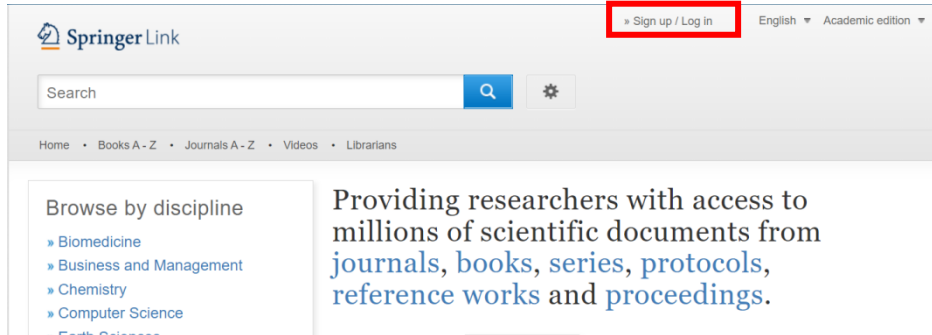 » Sign up / Log in English ▼ Academic edition ▼
Springer Link
Search
Home • Books A - Z • Journals A - Z • Videos • Librarians
Browse by discipline
» Biomedicine
» Business and Management
» Chemistry
» Computer Science
» Earth Sciences
Providing researchers with access to
millions of scientific documents from
journals, books, series, protocols,
reference works and proceedings.